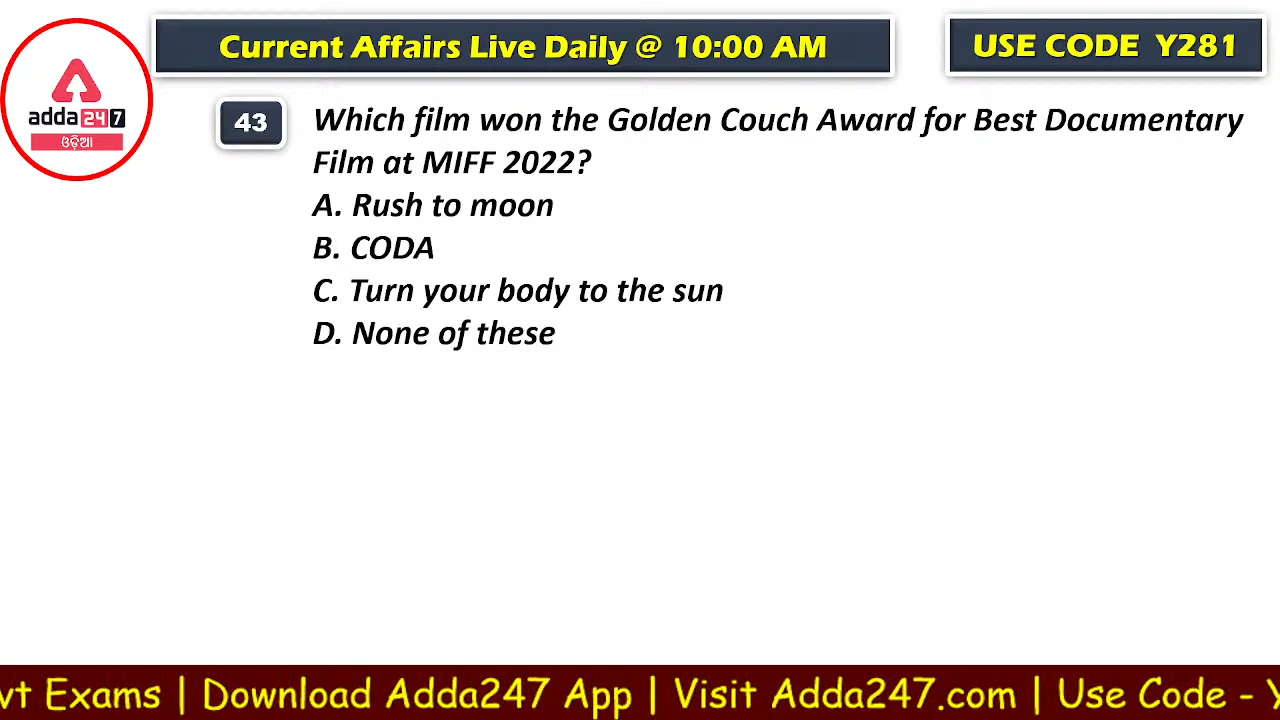 Current Affairs Live Daily @ 10:00 AM
USE CODE Y281
adda247
ଓଡ଼ିଆ
43
Which film won the Golden Couch Award for Best Documentary
Film at MIFF 2022?
A. Rush to moon
B. CODA
C. Turn your body to the sun
D. None of these
vt Exams | Download Adda247 App | Visit Adda247.com | Use Code - Y